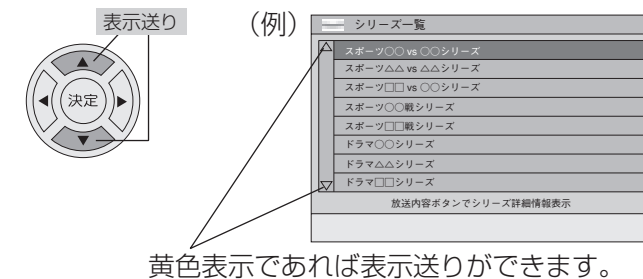 表示送り
決定
(例)
シリーズ一覧
スポーツ○○ vs ○○シリーズ
スポーツ△△ vs △△シリーズ
スポーツ□□ vs ○○シリーズ
スポーツ○○戦シリーズ
スポーツ□□戦シリーズ
ドラマ○○シリーズ
ドラマ△△シリーズ
ドラマ□□シリーズ
放送内容ボタンでシリーズ詳細情報表示
黄色表示であれば表示送りができます。